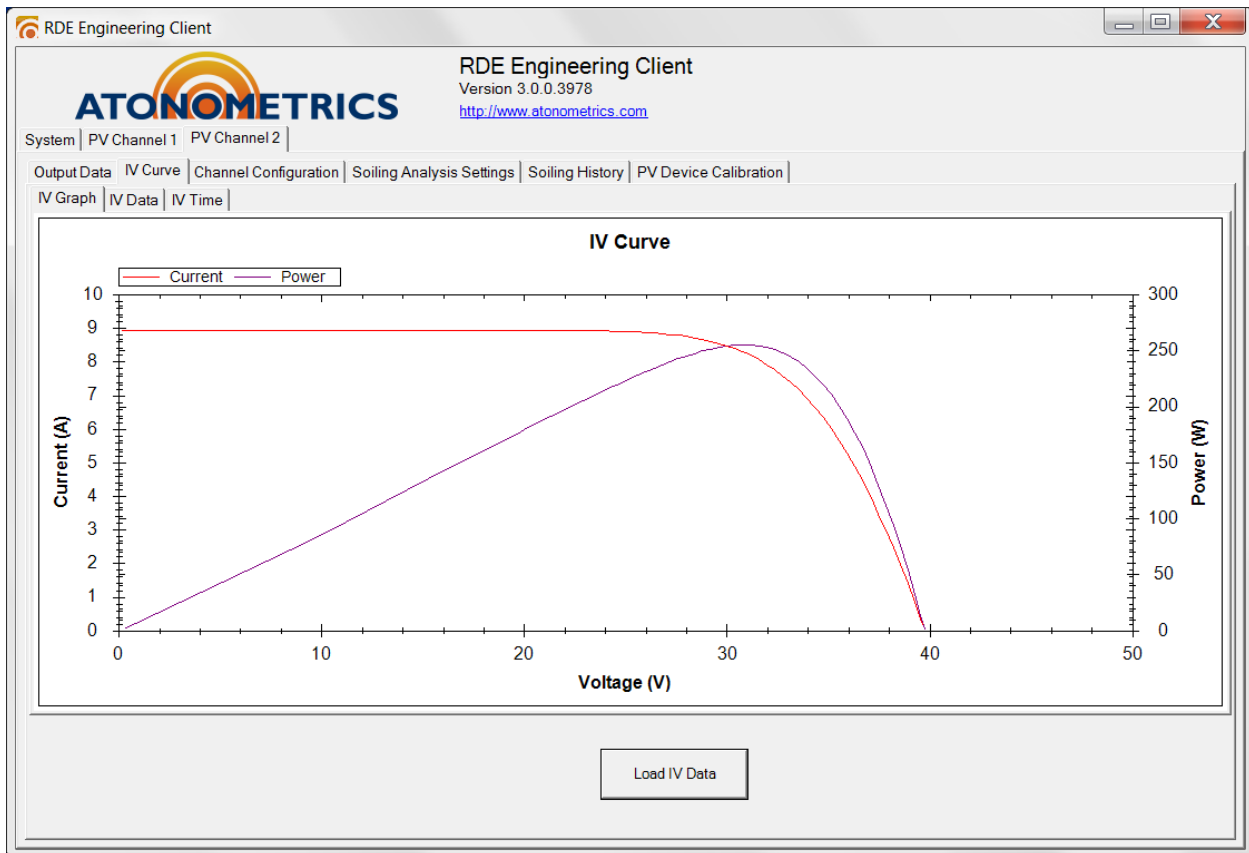 RDE Engineering Client
ATONOMETRICS
RDE Engineering Client
Version 3.0.0.3978
http://www.atonometrics.com
System PV Channel 1 PV Channel 2
Output Data IV Curve Channel Configuration Soiling Analysis Settings Soiling History PV Device Calibration
IV Graph IV Data IV Time
IV Curve
Current Power
10 300
9
8 250
7
6 200
5 150
4
3 100
2
1 50
0 0
Current (A)
Power (W)
0 10 20 30 40 50
Voltage (V)
Load IV Data